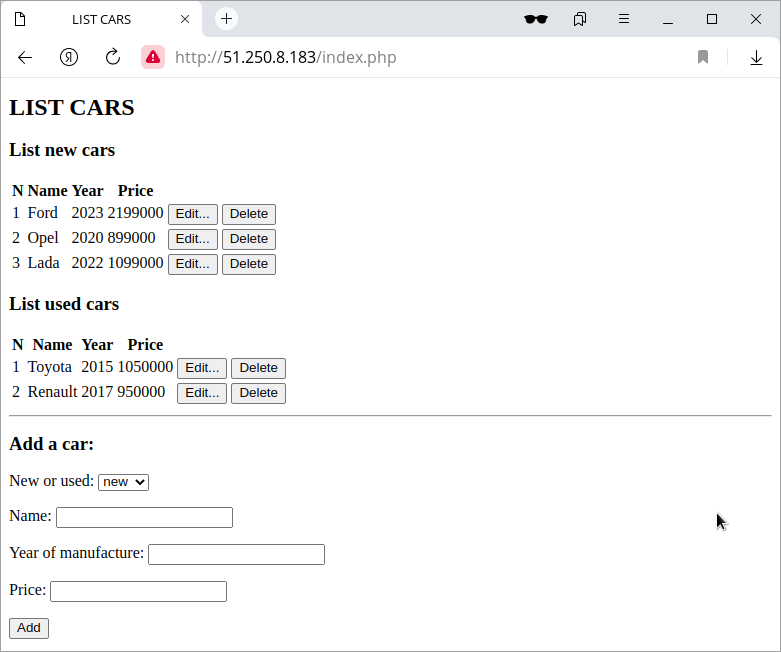 LIST CARS
http://51.250.8.183/index.php
LIST CARS
List new cars
N Name Year Price
1 Ford 2023 2199000 Edit... Delete
2 Opel 2020 899000 Edit... Delete
3 Lada 2022 1099000 Edit... Delete
List used cars
N Name Year Price
1 Toyota 2015 1050000 Edit... Delete
2 Renault 2017 950000 Edit... Delete
Add a car:
New or used: new
Name:
Year of manufacture:
Price:
Add